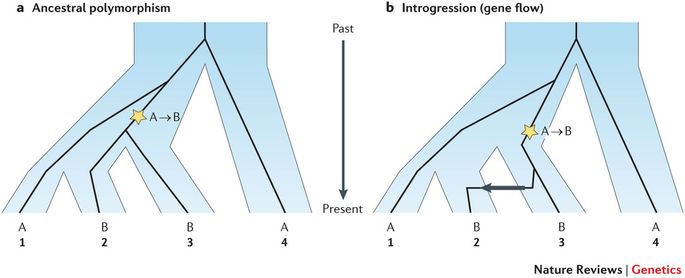 a Ancestral polymorphism
b Introgression (gene flow)
Past
A → B
A → B
Present
A B B A
1 2 3 4
A B B A
1 2 3 4
Nature Reviews | Genetics